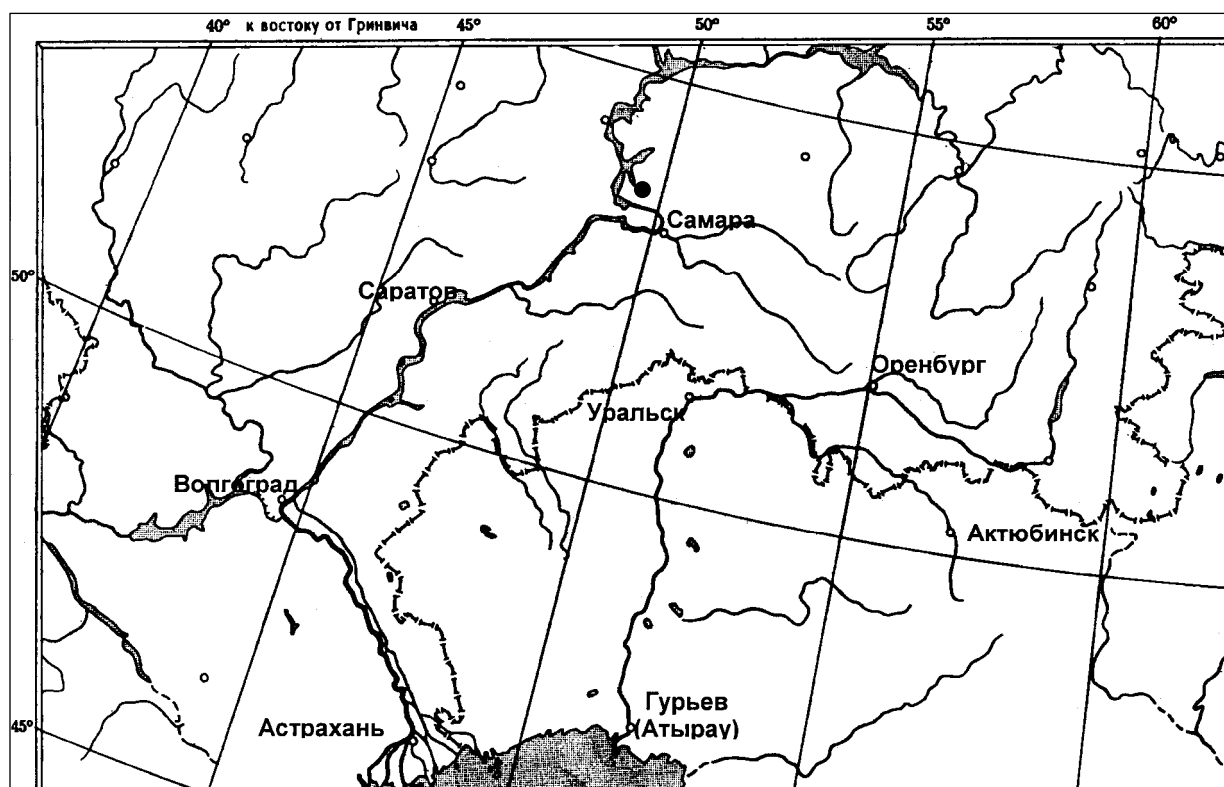 40° к востоку от Гринвича 45° 50° 55° 60°
Самара
50°
Саратов
Оренбург
Уральск
Волгоград
Актюбинск
45°
Гурьев
(Атырау)
Астрахань